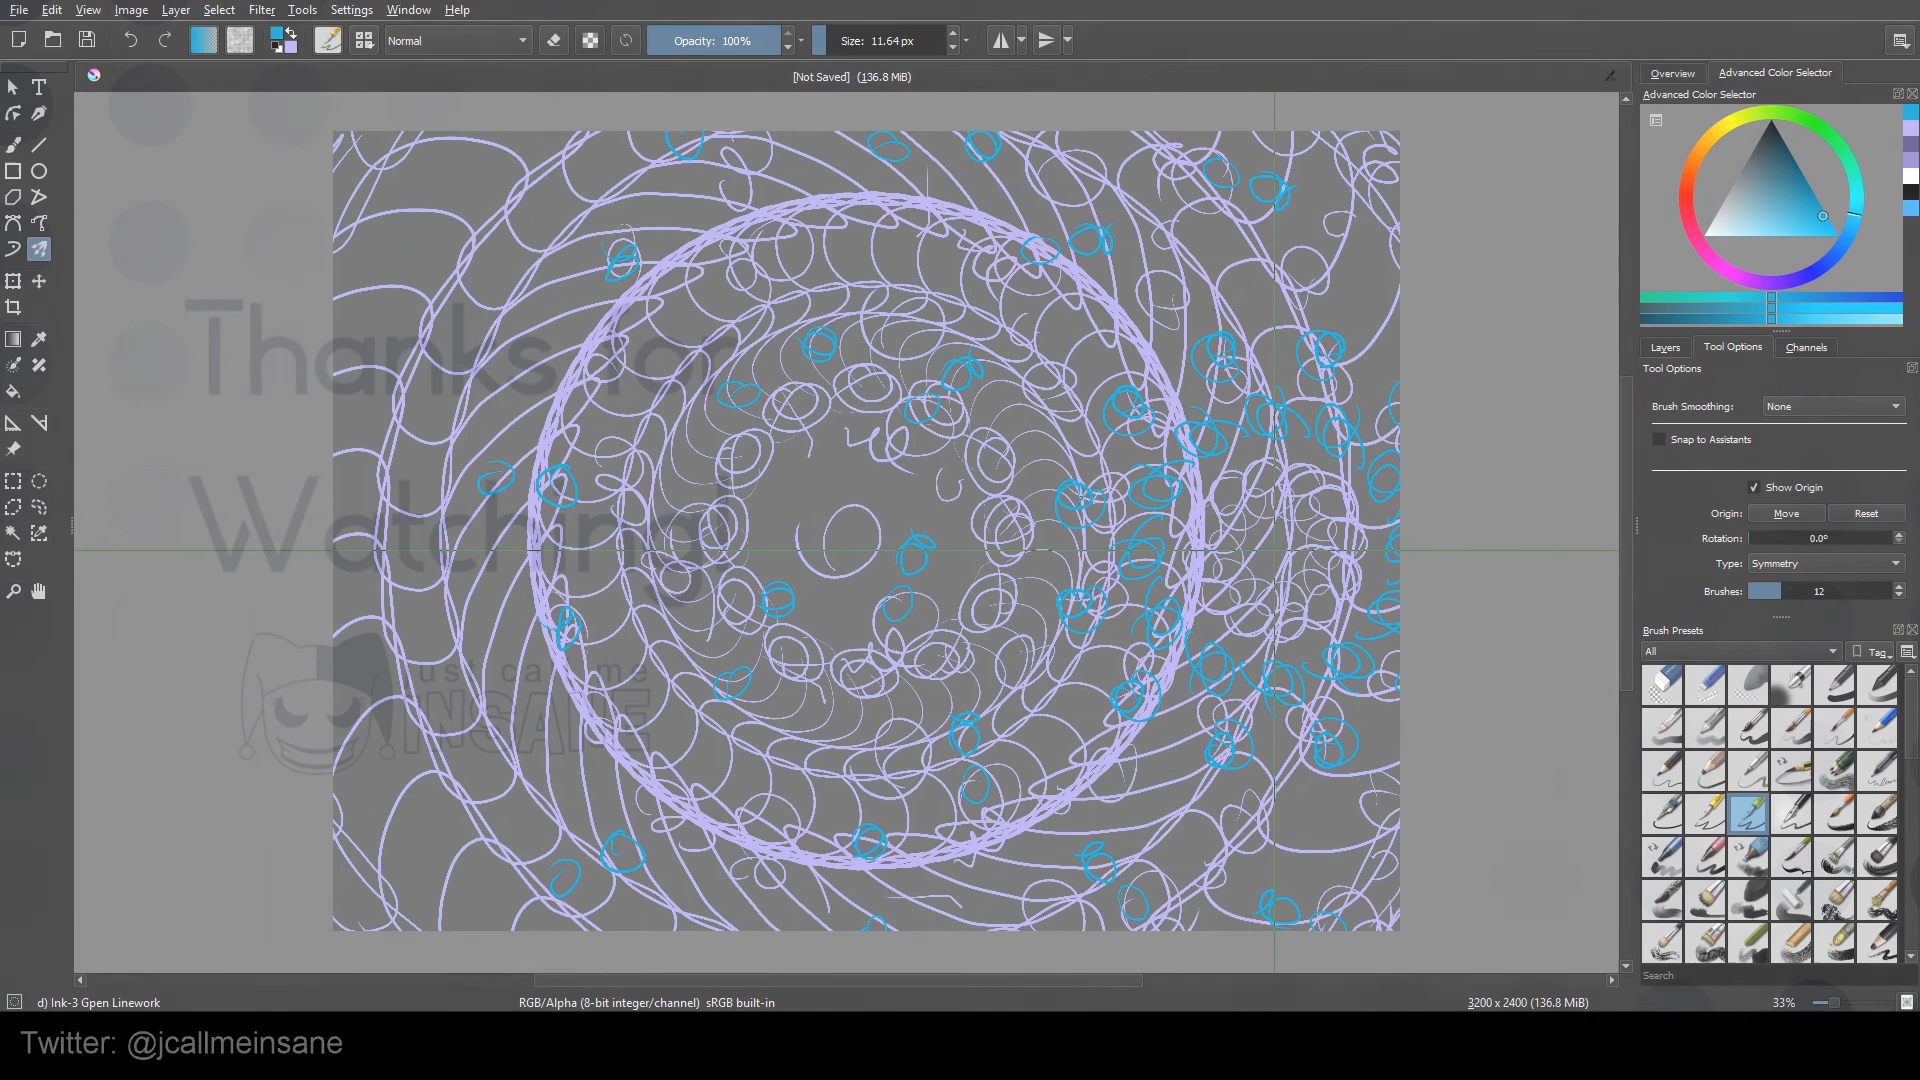 File Edit View Image Layer Select Filter Tools Settings Window Help
Normal Opacity: 100% Size: 11.64 px
[Not Saved] (136.8 MiB)
Overview Advanced Color Selector
Advanced Color Selector
Thanks for
Watching!
ust call me
INSANE
Layers Tool Options Channels
Tool Options
Brush Smoothing: None
Snap to Assistants
Show Origin
Origin: Move Reset
Rotation: 0.0°
Type: Symmetry
Brushes: 12
Brush Presets
All Tag
Search
d) Ink-3 Gpen Linework RGB/Alpha (8-bit integer/channel) sRGB built-in 3200 x 2400 (136.8 MiB) 33%
Twitter: @jcallmeinsane